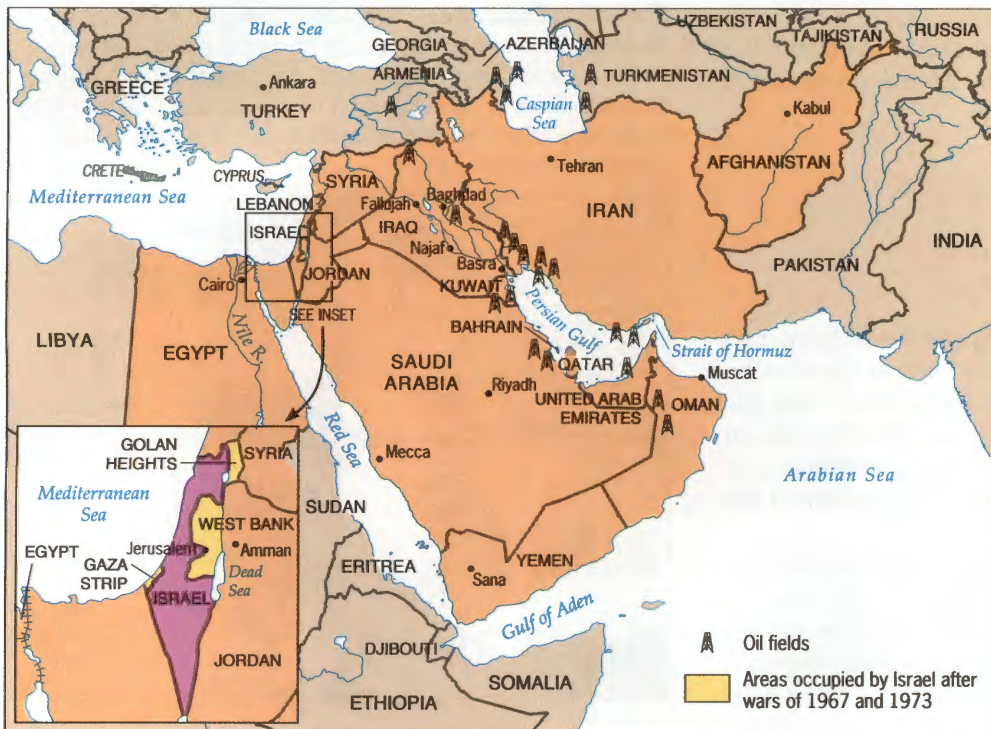 Black Sea
GEORGIA
AZERBAIJAN
UZBEKISTAN
TAJIKISTAN
RUSSIA
GREECE
Ankara
TURKEY
ARMENIA
TURKMENISTAN
Caspian
Sea
Kabul
AFGHANISTAN
CRETE
CYPRUS
Mediterranean Sea
LEBANON
SYRIA
Tehran
Fallujah
Baghdad
IRAN
ISRAEL
IRAQ
Najaf
INDIA
JORDAN
Basra
PAKISTAN
Cairo
KUWAIT
SEE INSET
Persian Gulf
LIBYA
Nile R.
EGYPT
BAHRAIN
Strait of Hormuz
SAUDI
ARABIA
QATAR
Muscat
Riyadh
UNITED ARAB
EMIRATES
OMAN
Red Sea
Mecca
Arabian Sea
SUDAN
YEMEN
ERITREA
Sana
Gulf of Aden
DJIBOUTI
SOMALIA
ETHIOPIA
GOLAN
HEIGHTS
SYRIA
Mediterranean
Sea
WEST BANK
Jerusalem
Amman
EGYPT
GAZA
STRIP
Dead
Sea
ISRAEL
JORDAN
Oil fields
Areas occupied by Israel after
wars of 1967 and 1973